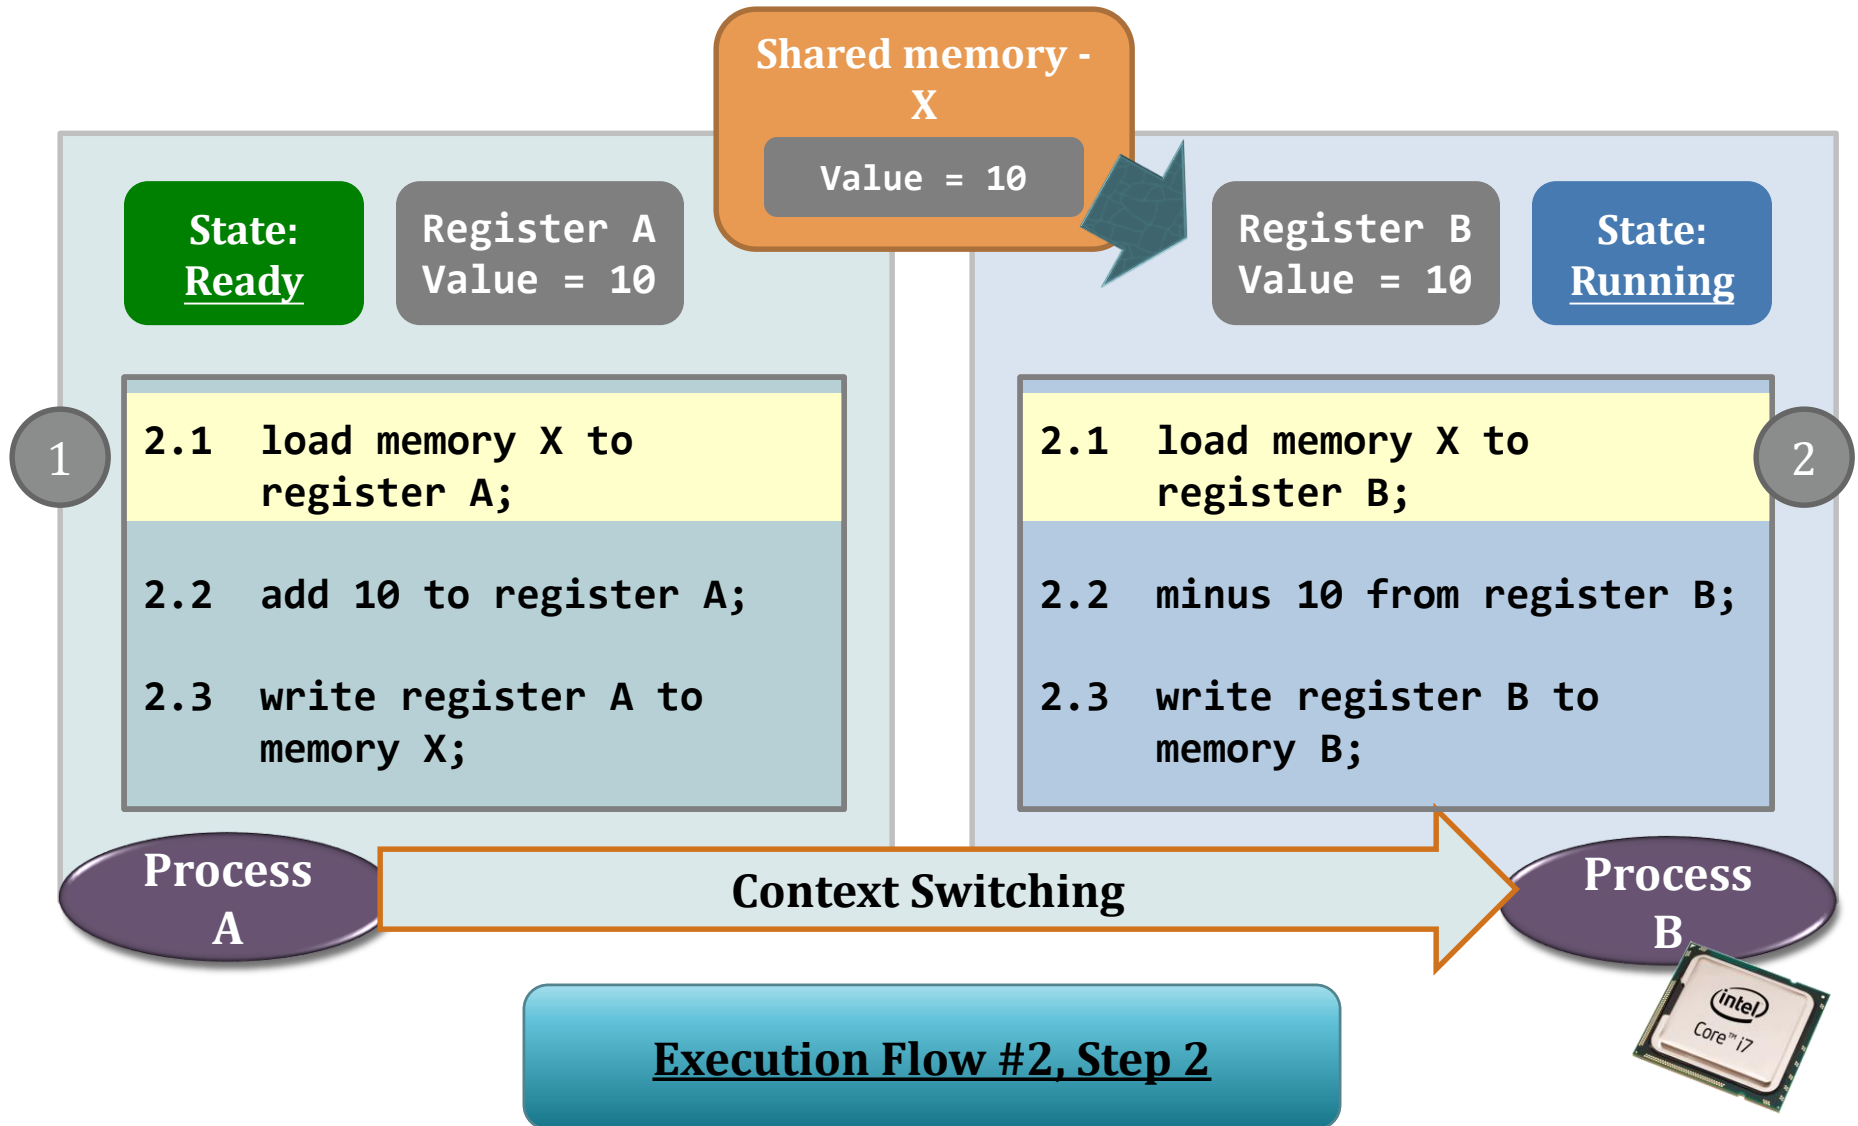 Shared memory -
X
Value = 10
State:
Ready
Register A
Value = 10
Register B
Value = 10
State:
Running
1
2.1 load memory X to
register A;
2.2 add 10 to register A;
2.3 write register A to
memory X;
2.1 load memory X to
register B;
2.2 minus 10 from register B;
2.3 write register B to
memory B;
2
Process
A
Context Switching
Process
B
intel
Core™ i7
Execution Flow #2, Step 2